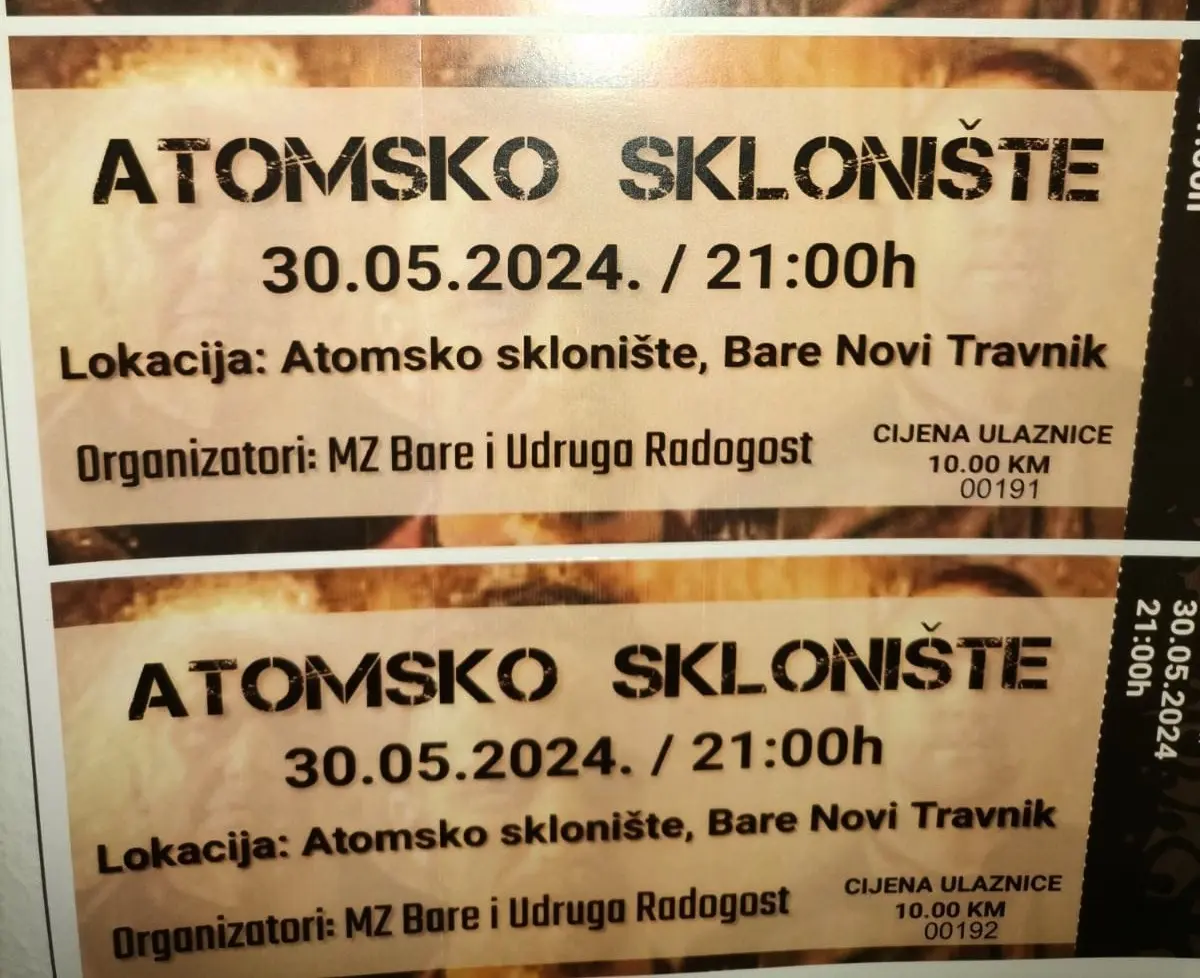 ATOMSKO SKLONIŠTE
30.05.2024. / 21:00h
Lokacija: Atomsko sklonište, Bare Novi Travnik
Organizatori: MZ Bare i Udruga Radogost
CIJENA ULAZNICE
10.00 KM
00191
ATOMSKO SKLONIŠTE
30.05.2024. / 21:00h
Lokacija: Atomsko sklonište, Bare Novi Travnik
Organizatori: MZ Bare i Udruga Radogost
CIJENA ULAZNICE
10.00 KM
00192
30.05.2024
21:00h